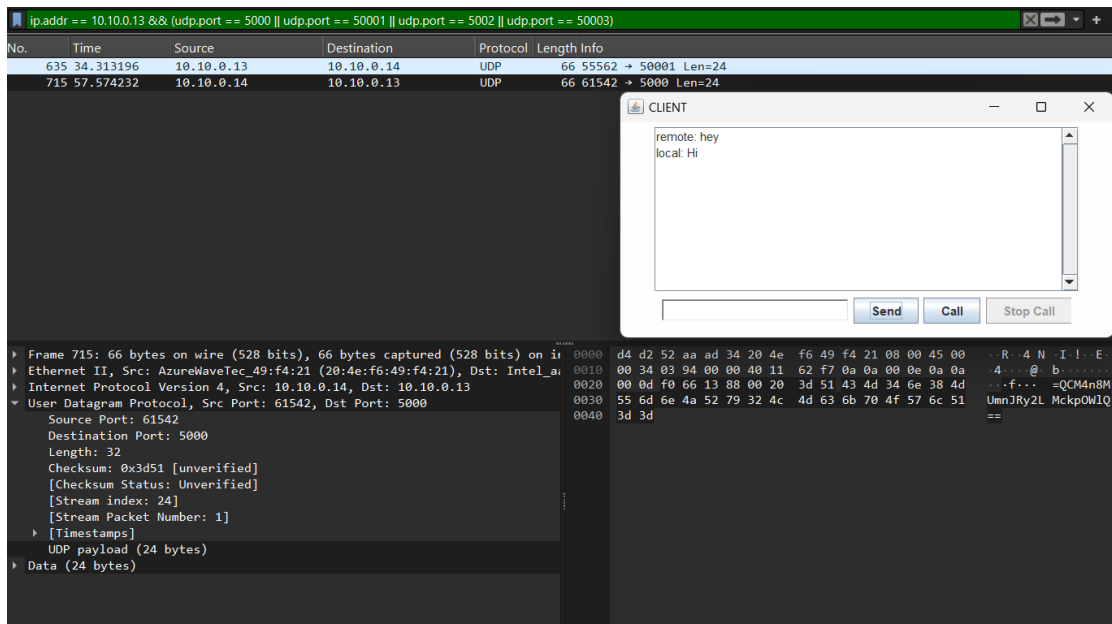 ip.addr == 10.10.0.13 && (udp.port == 5000 || udp.port == 50001 || udp.port == 5002 || udp.port == 50003)
No. Time Source Destination Protocol Length Info
635 34.313196 10.10.0.13 10.10.0.14 UDP 66 55562 → 50001 Len=24
715 57.574232 10.10.0.14 10.10.0.13 UDP 66 61542 → 5000 Len=24
CLIENT
remote: hey
local: Hi
Send Call Stop Call
Frame 715: 66 bytes on wire (528 bits), 66 bytes captured (528 bits) on i
Ethernet II, Src: AzureWaveTec_49:f4:21 (20:4e:f6:49:f4:21), Dst: Intel_a
Internet Protocol Version 4, Src: 10.10.0.14, Dst: 10.10.0.13
User Datagram Protocol, Src Port: 61542, Dst Port: 5000
Source Port: 61542
Destination Port: 5000
Length: 32
Checksum: 0x3d51 [unverified]
[Checksum Status: Unverified]
[Stream index: 24]
[Stream Packet Number: 1]
[Timestamps]
UDP payload (24 bytes)
Data (24 bytes)
0000 d4 d2 52 aa ad 34 20 4e f6 49 f4 21 08 00 45 00 ··R··4 N ·I·!··E·
0010 00 34 03 94 00 00 40 11 62 f7 0a 0a 00 0e 0a 0a ·4····@· b·······
0020 00 0d f0 66 13 88 00 20 3d 51 43 4d 34 6e 38 4d ···f··· =QCM4n8M
0030 55 6d 6e 4a 52 79 32 4c 4d 63 6b 70 4f 57 6c 51 UmnJRy2L MckpOWlQ
0040 3d 3d ==